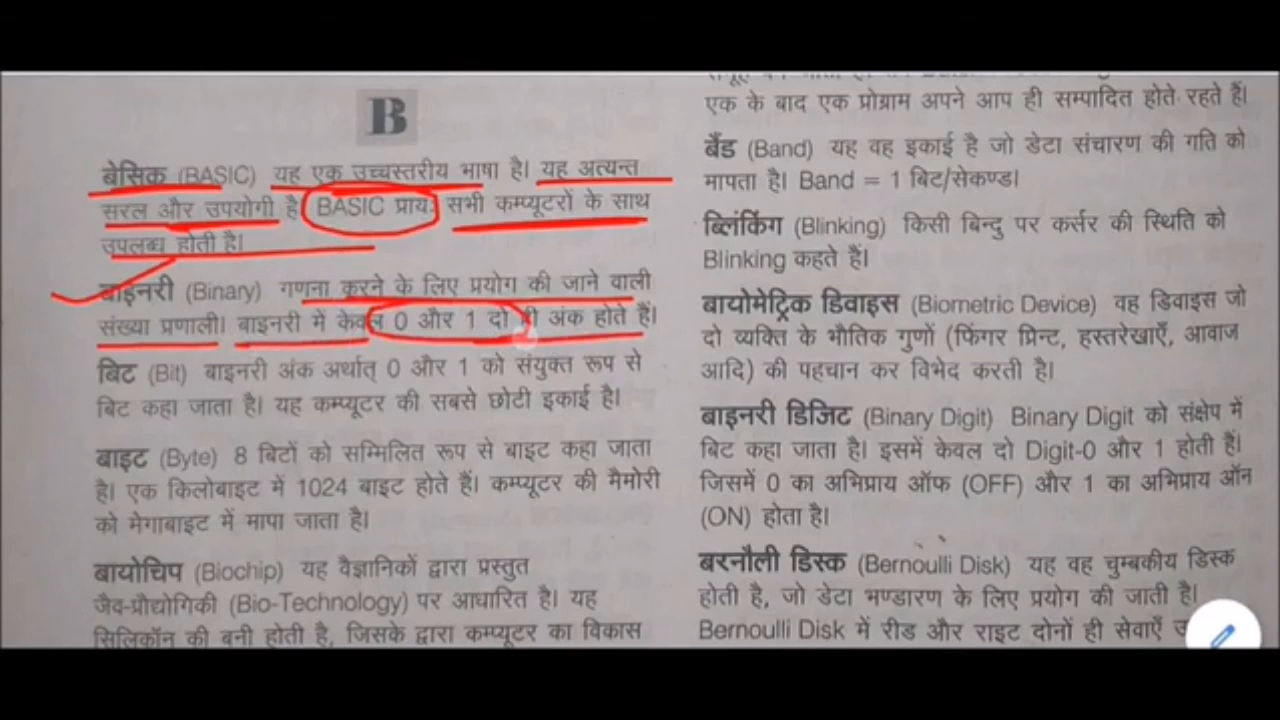 B
बेसिक (BASIC) यह एक उच्चस्तरीय भाषा है। यह अत्यन्त
सरल और उपयोगी है BASIC प्रायः सभी कम्प्यूटरों के साथ
उपलब्ध होती है।
बाइनरी (Binary) गणना करने के लिए प्रयोग की जाने वाली
संख्या प्रणाली। बाइनरी में केवल 0 और 1 दो ही अंक होते हैं।
बिट (Bit) बाइनरी अंक अर्थात् 0 और 1 को संयुक्त रूप से
बिट कहा जाता है। यह कम्प्यूटर की सबसे छोटी इकाई है।
बाइट (Byte) 8 बिटों को सम्मिलित रूप से बाइट कहा जाता
है। एक किलोबाइट में 1024 बाइट होते हैं। कम्प्यूटर की मैमोरी
को मेगाबाइट में मापा जाता है।
बायोचिप (Biochip) यह वैज्ञानिकों द्वारा प्रस्तुत
जैव-प्रौद्योगिकी (Bio-Technology) पर आधारित है। यह
सिलिकॉन की बनी होती है, जिसके द्वारा कम्प्यूटर का विकास
एक के बाद एक प्रोग्राम अपने आप ही सम्पादित होते रहते हैं।
बैंड (Band) यह वह इकाई है जो डेटा संचारण की गति को
मापता है। Band = 1 बिट/सेकण्ड।
ब्लिंकिंग (Blinking) किसी बिन्दु पर कर्सर की स्थिति को
Blinking कहते हैं।
बायोमेट्रिक डिवाइस (Biometric Device) वह डिवाइस जो
दो व्यक्ति के भौतिक गुणों (फिंगर प्रिन्ट, हस्तरेखाएँ, आवाज
आदि) की पहचान कर विभेद करती है।
बाइनरी डिजिट (Binary Digit) Binary Digit को संक्षेप में
बिट कहा जाता है। इसमें केवल दो Digit-0 और 1 होती हैं।
जिसमें 0 का अभिप्राय ऑफ (OFF) और 1 का अभिप्राय ऑन
(ON) होता है।
बरनौली डिस्क (Bernoulli Disk) यह वह चुम्बकीय डिस्क
होती है, जो डेटा भण्डारण के लिए प्रयोग की जाती है।
Bernoulli Disk में रीड और राइट दोनों ही सेवाएँ